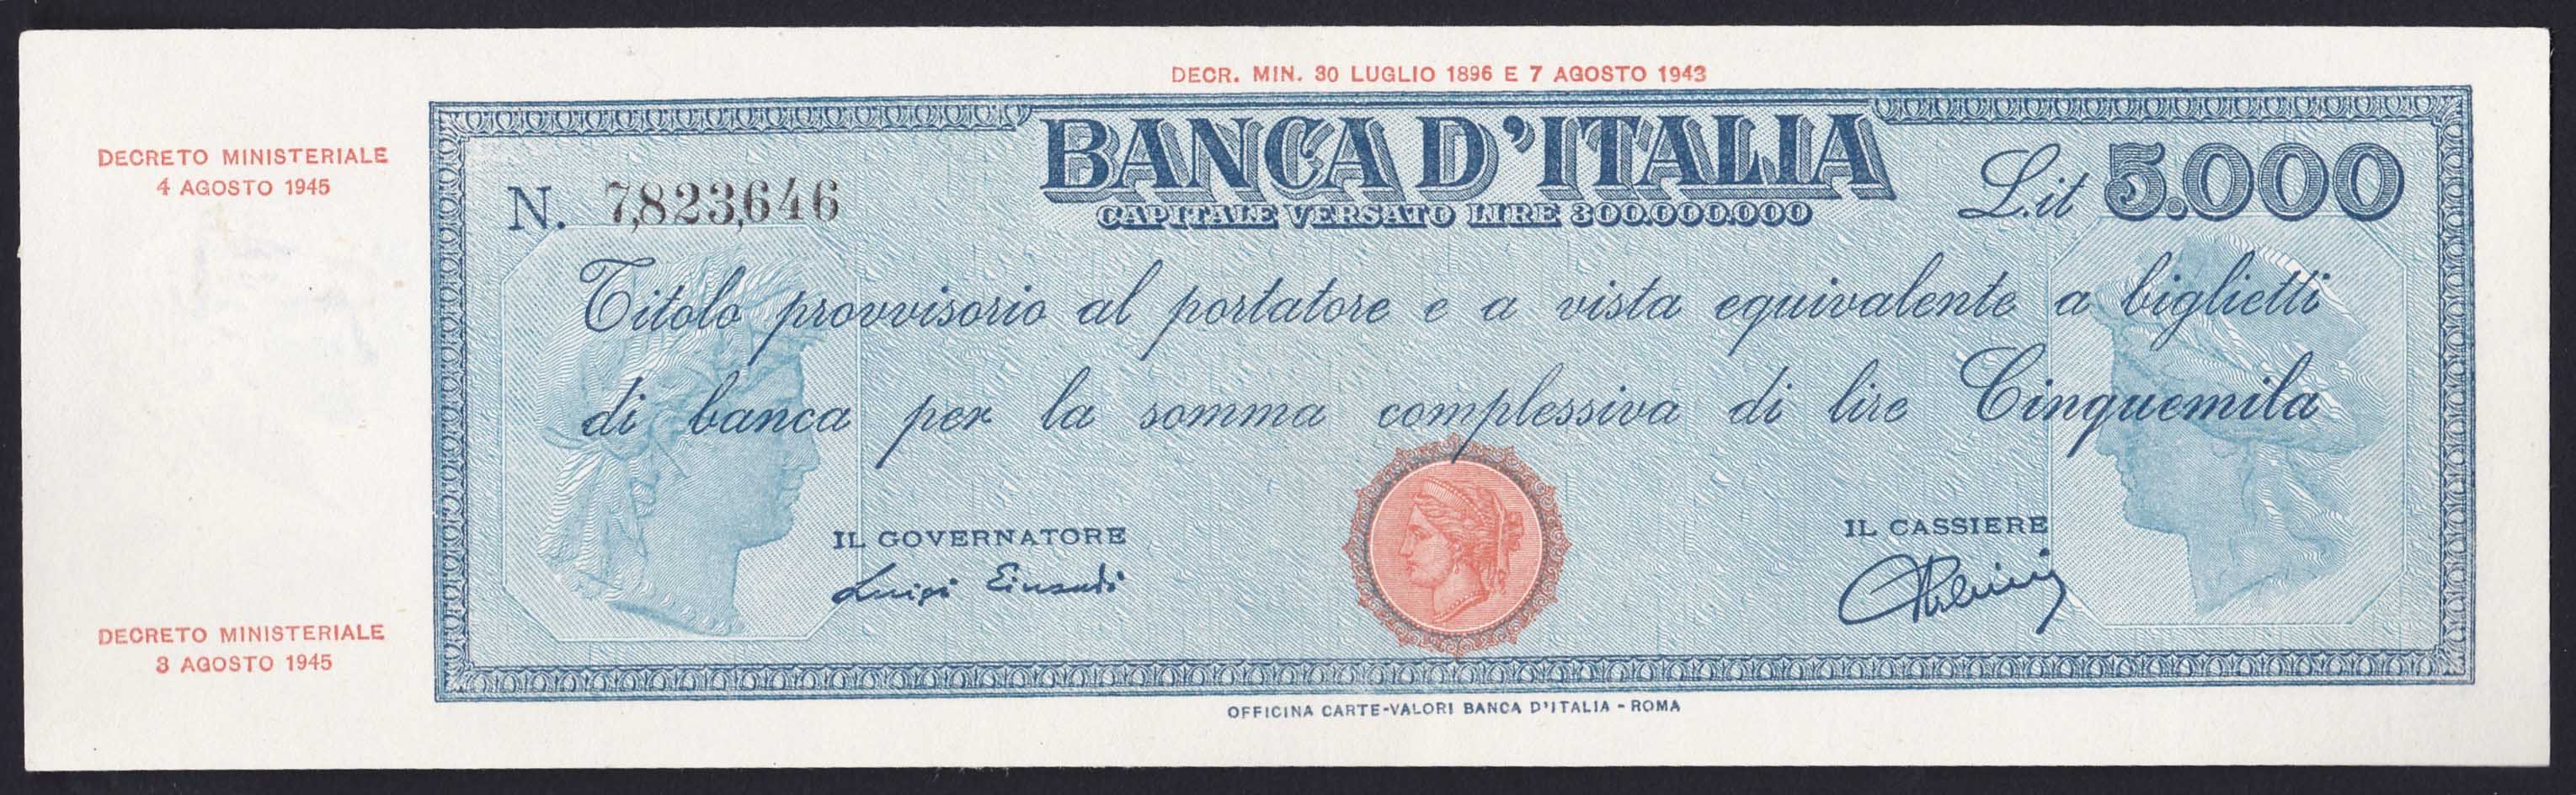 DECR. MIN. 30 LUGLIO 1896 E 7 AGOSTO 1943
DECRETO MINISTERIALE
4 AGOSTO 1945
BANCA D'ITALIA
CAPITALE VERSATO LIRE 300.000.000
N. 7,823,646
L.it 5.000
Titolo provvisorio al portatore e a vista equivalente a biglietti
di banca per la somma complessiva di lire Cinquemila
IL GOVERNATORE
Luigi Einaudi
IL CASSIERE
DECRETO MINISTERIALE
3 AGOSTO 1945
OFFICINA CARTE-VALORI BANCA D'ITALIA - ROMA